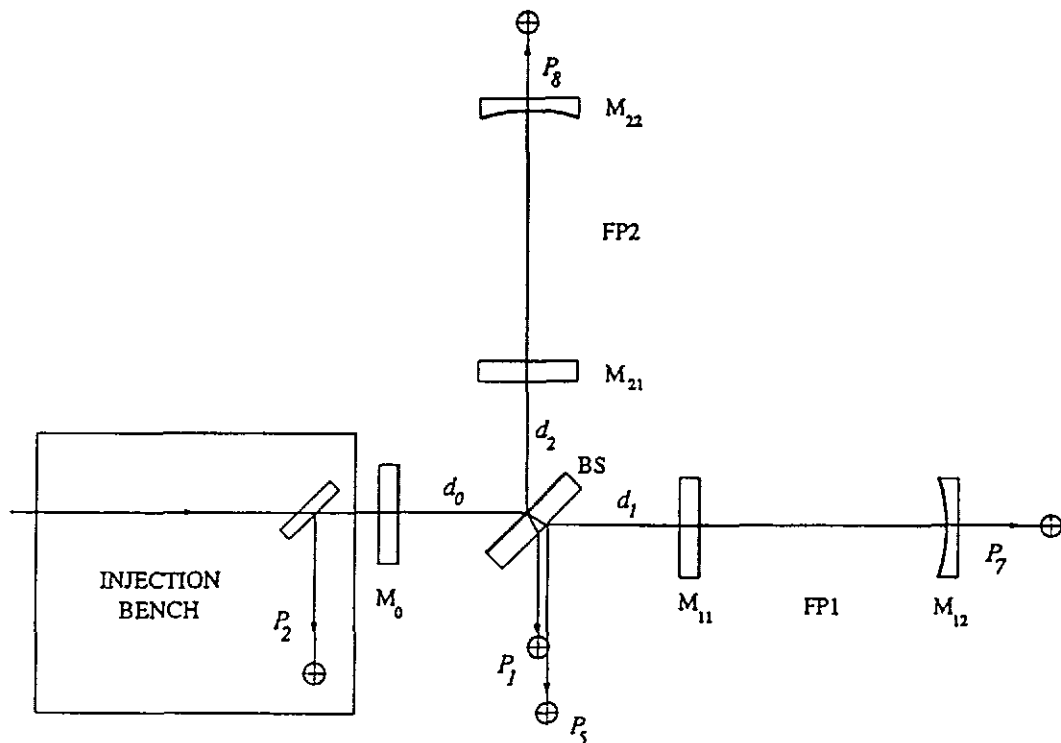 P₈
M₂₂
FP2
M₂₁
d₂
BS
d₀
d₁
INJECTION
BENCH
P₂
M₀
M₁₁
FP1
M₁₂
P₇
P₁
P₅